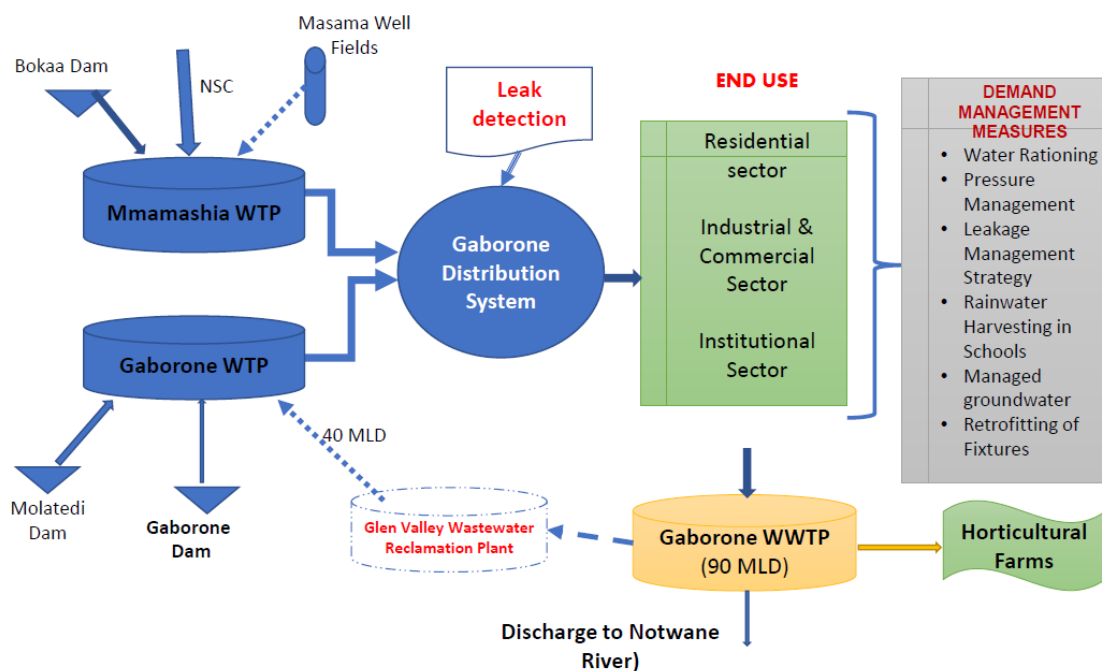 Masama Well
Fields
Bokaa Dam
NSC
Mmamashia WTP
Leak
detection
Gaborone
Distribution
System
END USE
Residential
sector
Industrial &
Commercial
Sector
Institutional
Sector
DEMAND
MANAGEMENT
MEASURES
• Water Rationing
• Pressure
Management
• Leakage
Management
Strategy
• Rainwater
Harvesting in
Schools
• Managed
groundwater
• Retrofitting of
Fixtures
Gaborone WTP
40 MLD
Molatedi
Dam
Gaborone
Dam
Glen Valley Wastewater
Reclamation Plant
Gaborone WWTP
(90 MLD)
Horticultural
Farms
Discharge to Notwane
River)